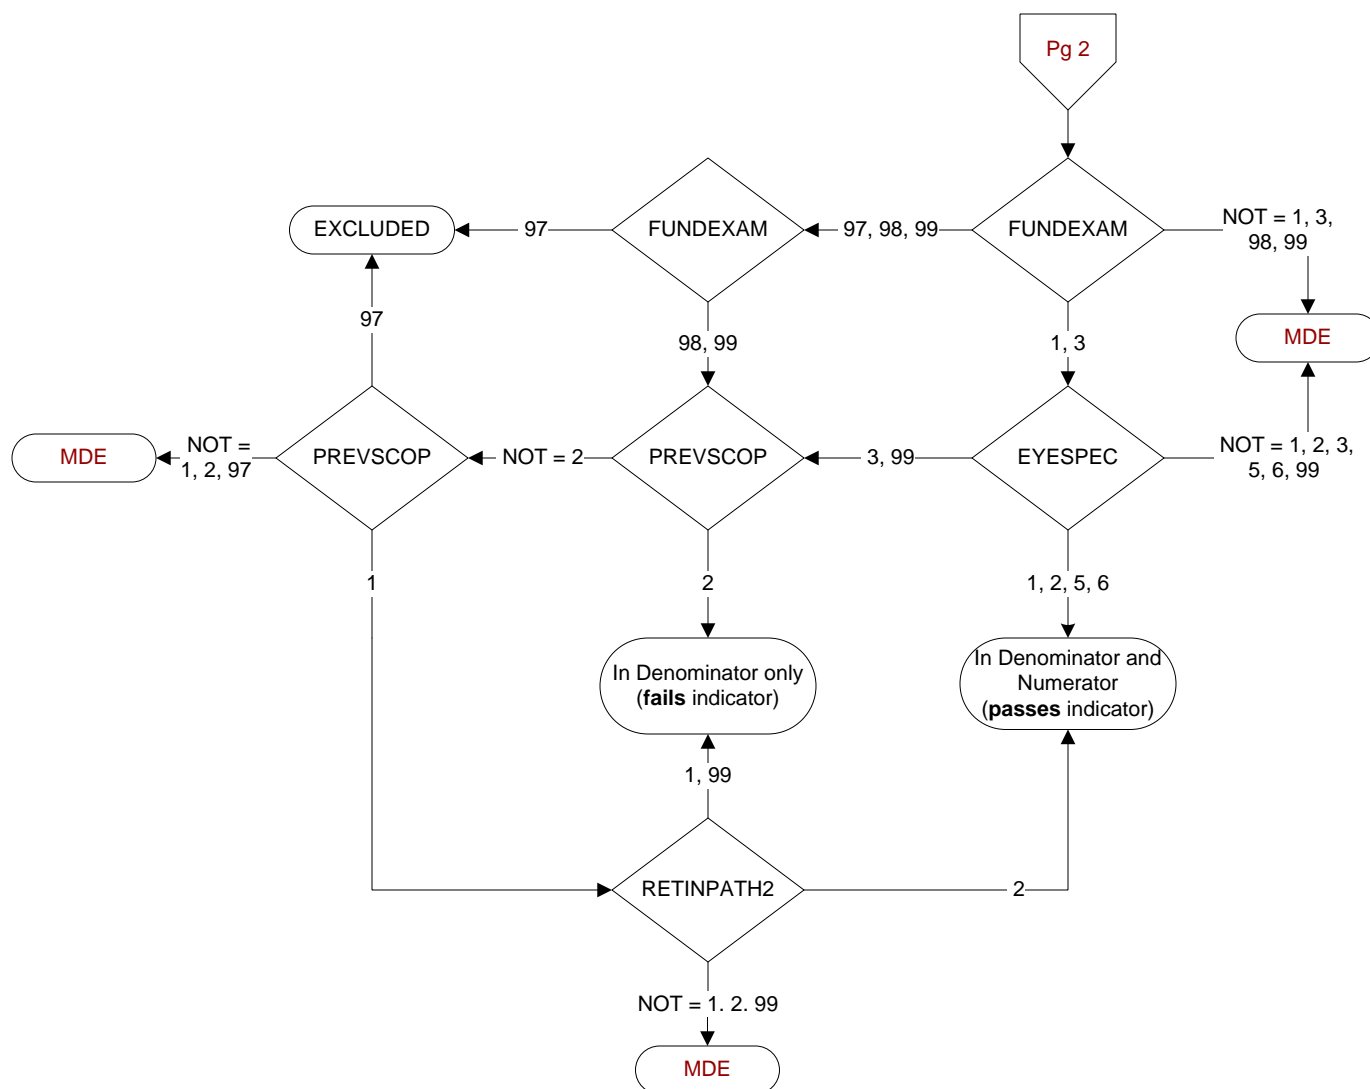 Pg 2
FUNDEXAM
97, 98, 99
FUNDEXAM
NOT = 1, 3,
98, 99
97
EXCLUDED
97
98, 99
1, 3
MDE
MDE
NOT =
1, 2, 97
PREVSCOP
NOT = 2
PREVSCOP
3, 99
EYESPEC
NOT = 1, 2, 3,
5, 6, 99
1
2
1, 2, 5, 6
In Denominator only
(fails indicator)
In Denominator and
Numerator
(passes indicator)
1, 99
RETINPATH2
2
NOT = 1. 2. 99
MDE